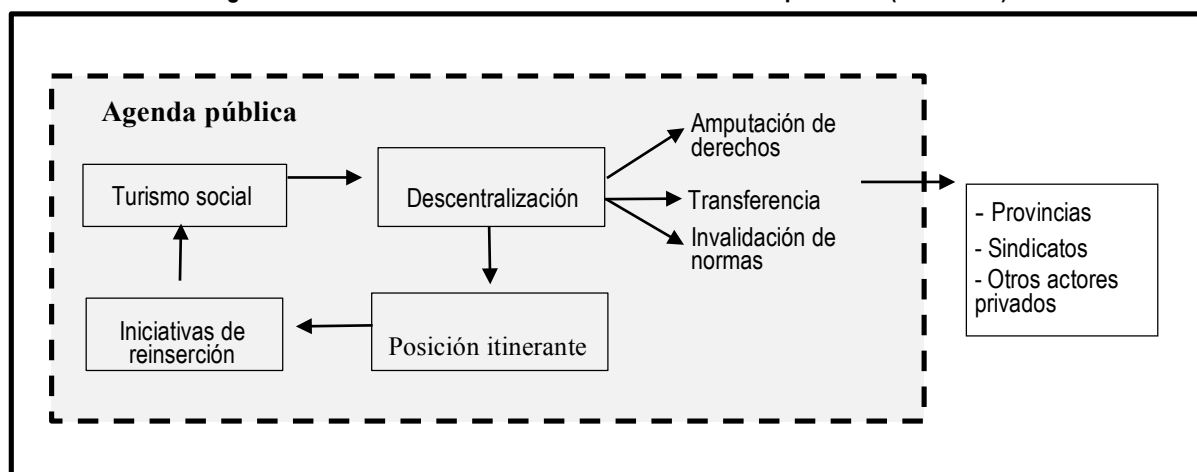 Agenda pública
Turismo social
Descentralización
Amputación de
derechos
Transferencia
Invalidación de
normas
Iniciativas de
reinserción
Posición itinerante
- Provincias
- Sindicatos
- Otros actores
privados